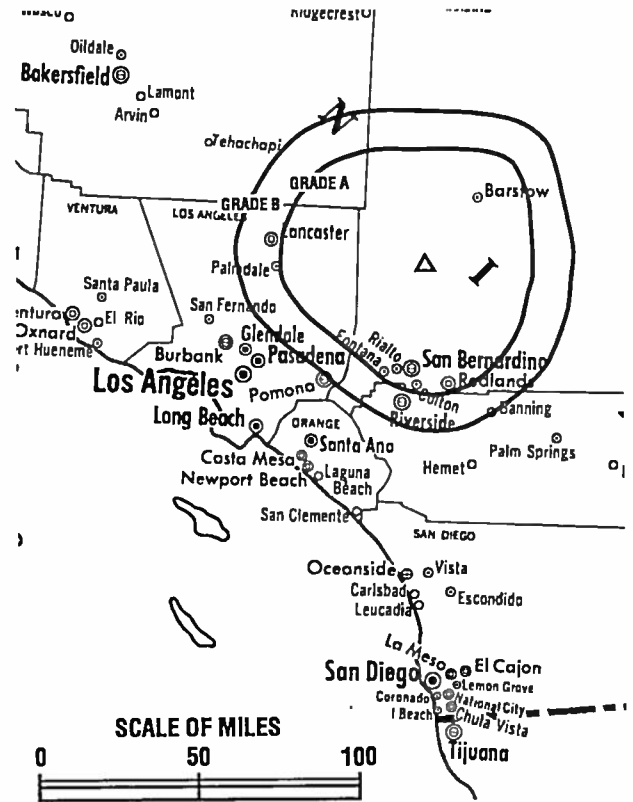 Ridgecrest
Oildale
Bakersfield
Lamont
Arvin
Tehachapi
GRADE A
GRADE B
Barstow
VENTURA
LOS ANGELES
Lancaster
Palmdale
Santa Paula
San Fernando
El Rio
Oxnard
Glendale
Burbank
Pasadena
Fontana
Rialto
San Bernardino
Los Angeles
Pomona
Redlands
Colton
Riverside
Banning
Long Beach
ORANGE
Santa Ana
Palm Springs
Costa Mesa
Newport Beach
Laguna
Beach
Hemet
San Clemente
SAN DIEGO
Oceanside
Vista
Carlsbad
Escondido
Leucadia
La Mesa
El Cajon
San Diego
Lemon Grove
Coronado
National City
I Beach
Chula Vista
Tijuana
SCALE OF MILES
0 50 100